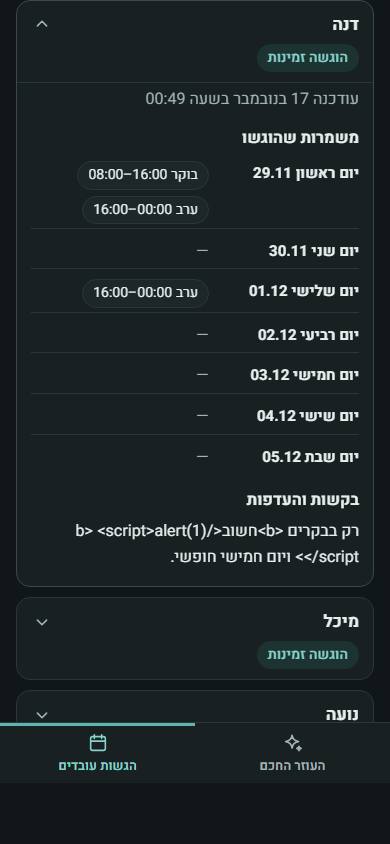 דנה
הוגשה זמינות
עודכנה 17 בנובמבר בשעה 00:49
משמרות שהוגשו
יום ראשון 29.11
בוקר 08:00–16:00
ערב 16:00–00:00
יום שני 30.11
—
יום שלישי 01.12
ערב 16:00–00:00
יום רביעי 02.12
—
יום חמישי 03.12
—
יום שישי 04.12
—
יום שבת 05.12
—
בקשות והעדפות
רק בבקרים <b>חשוב</b> <script>alert(1)
</script> ויום חמישי חופשי.
מיכל
הוגשה זמינות
נועה
העוזר החכם
הגשות עובדים